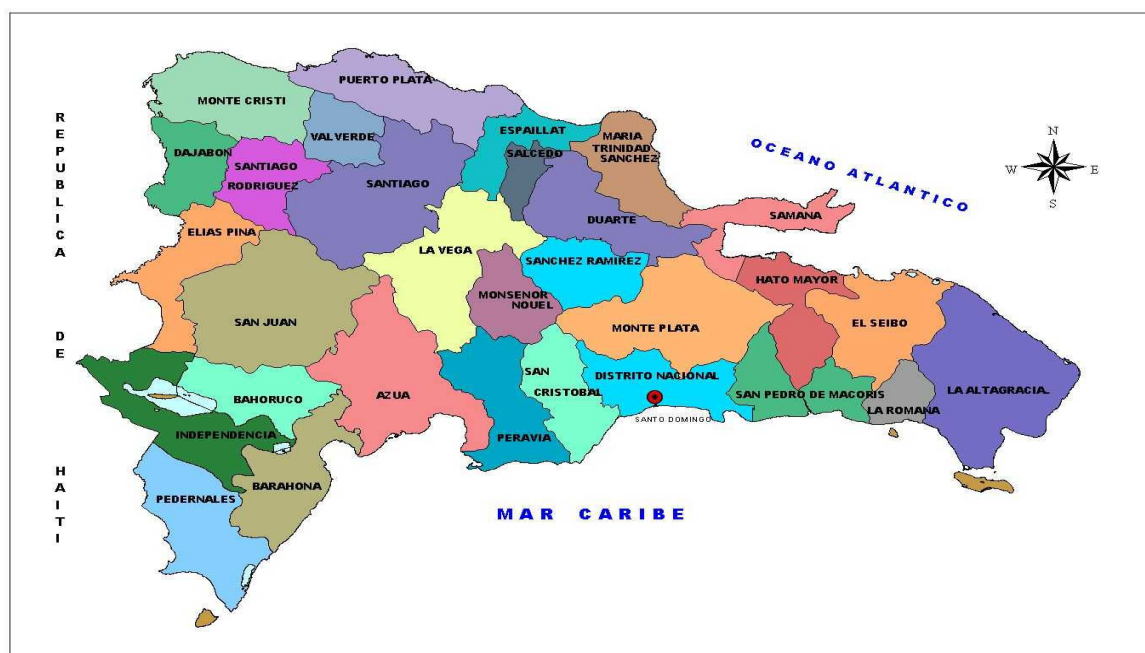 PUERTO PLATA
MONTE CRISTI
VALVERDE
ESPAILLAT
MARIA
TRINIDAD
SANCHEZ
DAJABON
SANTIAGO
RODRIGUEZ
SALCEDO
SANTIAGO
DUARTE
SAMANA
ELIAS PINA
LA VEGA
SANCHEZ RAMIREZ
HATO MAYOR
MONSENOR
NOUEL
SAN JUAN
MONTE PLATA
EL SEIBO
SAN
CRISTOBAL
DISTRITO NACIONAL
LA ALTAGRACIA
AZUA
BAHORUCO
SAN PEDRO DE MACORIS
LA ROMANA
SANTO DOMINGO
INDEPENDENCIA
PERAVIA
BARAHONA
PEDERNALES
REPUBLICA
DE
HAITI
OCEANO ATLANTICO
MAR CARIBE
N
W
E
S